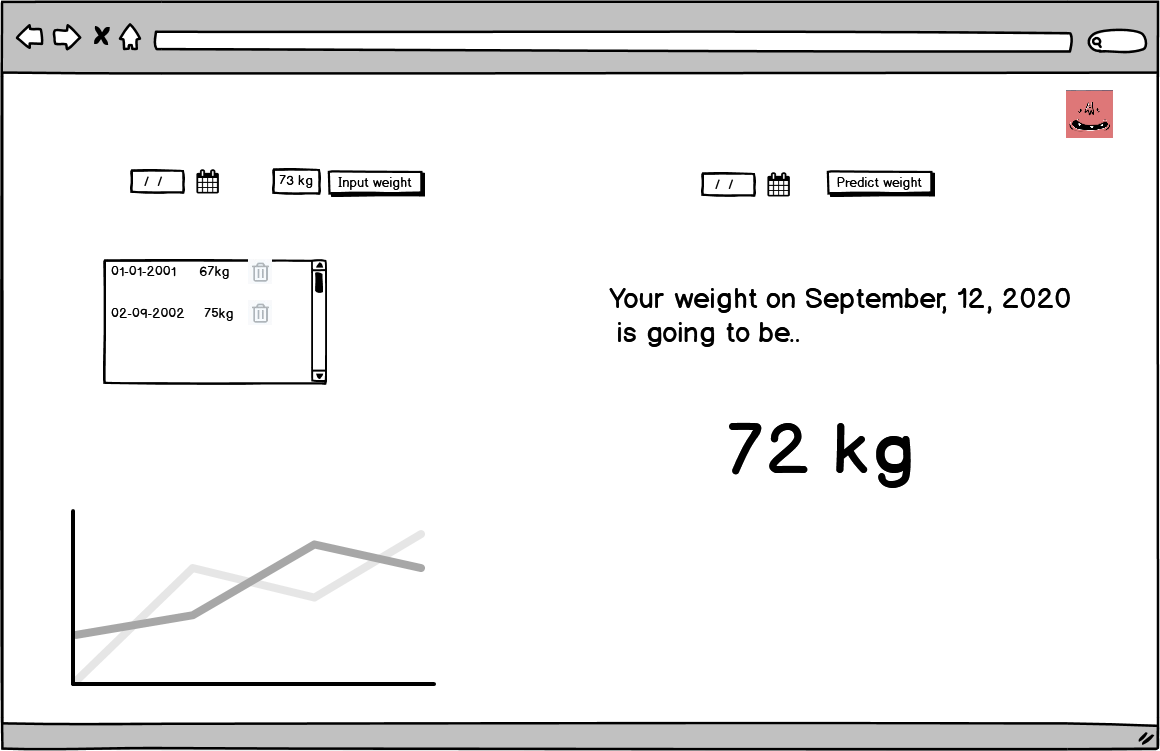 / /
73 kg
Input weight
/ /
Predict weight
01-01-2001 67kg
02-09-2002 75kg
Your weight on September, 12, 2020
is going to be..
72 kg